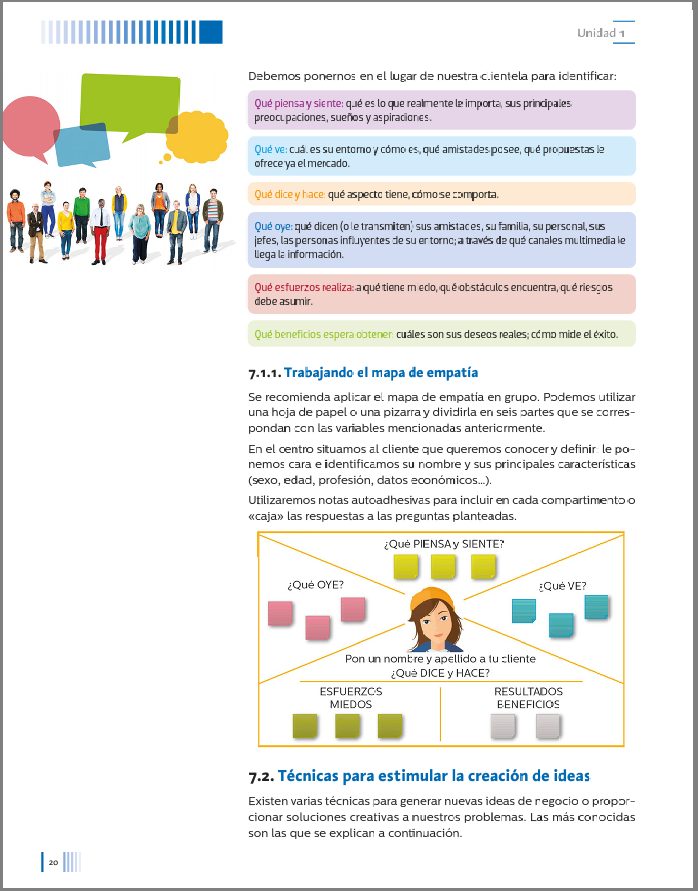 Unidad 1
Debemos ponernos en el lugar de nuestra clientela para identificar:
Qué piensa y siente: qué es lo que realmente le importa, sus principales
preocupaciones, sueños y aspiraciones.
Qué ve: cuál es su entorno y cómo es, qué amistades posee, qué propuestas le
ofrece ya el mercado.
Qué dice y hace: qué aspecto tiene, cómo se comporta.
Qué oye: qué dicen (o le transmiten) sus amistades, su familia, su personal, sus
jefes, las personas influyentes de su entorno; a través de qué canales multimedia le
llega la información.
Qué esfuerzos realiza: a qué tiene miedo, qué obstáculos encuentra, qué riesgos
debe asumir.
Qué beneficios espera obtener: cuáles son sus deseos reales; cómo mide el éxito.
7.1.1. Trabajando el mapa de empatía
Se recomienda aplicar el mapa de empatía en grupo. Podemos utilizar
una hoja de papel o una pizarra y dividirla en seis partes que se corres-
pondan con las variables mencionadas anteriormente.
En el centro situamos al cliente que queremos conocer y definir: le po-
nemos cara e identificamos su nombre y sus principales características
(sexo, edad, profesión, datos económicos...).
Utilizaremos notas autoadhesivas para incluir en cada compartimento o
«caja» las respuestas a las preguntas planteadas.
¿Qué PIENSA y SIENTE?
¿Qué OYE?
¿Qué VE?
Pon un nombre y apellido a tu cliente
¿Qué DICE y HACE?
ESFUERZOS
MIEDOS
RESULTADOS
BENEFICIOS
7.2. Técnicas para estimular la creación de ideas
Existen varias técnicas para generar nuevas ideas de negocio o propor-
cionar soluciones creativas a nuestros problemas. Las más conocidas
son las que se explican a continuación.
20